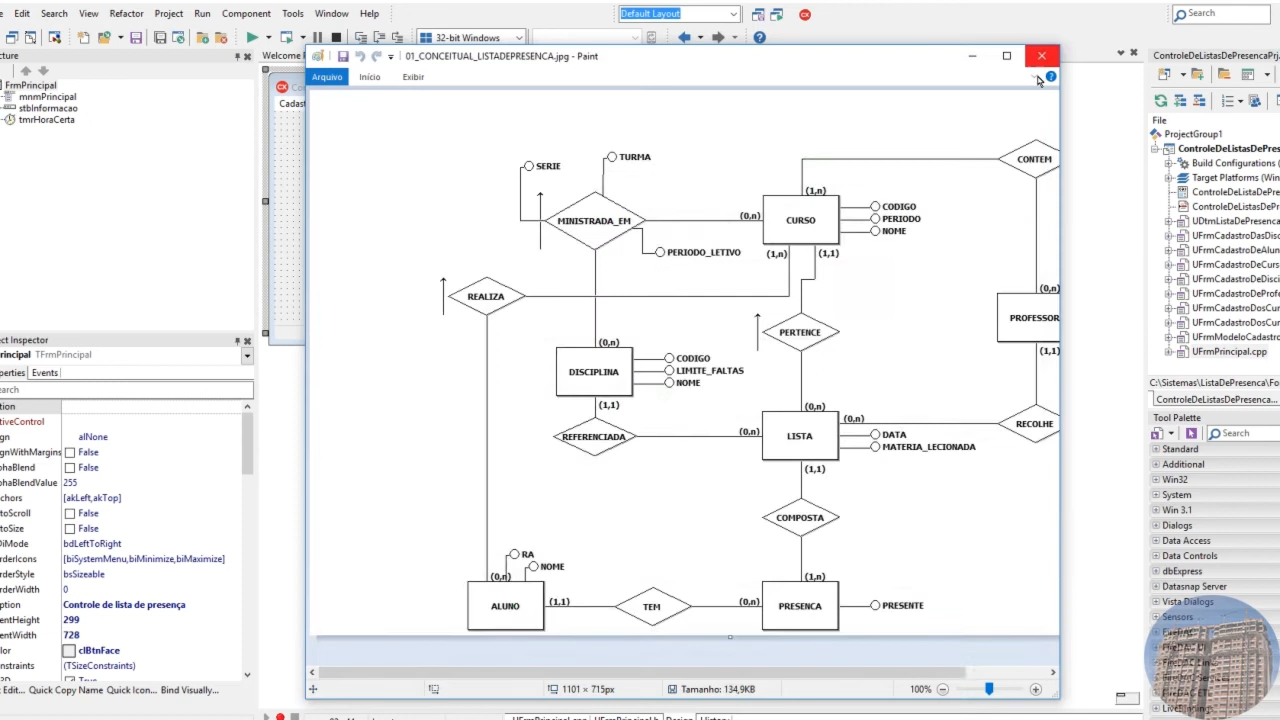 Edit Search View Refactor Project Run Component Tools Window Help
Default Layout
Search
32-bit Windows
Welcome
FrmPrincipal
mnmPrincipal
stbInformacao
tmrHoraCerta
Principal TFrmPrincipal
Events
alNone
False
False
255
[akLeft,akTop]
False
False
bdLeftToRight
[biSystemMenu,biMinimize,biMaximize]
bsSizeable
0
Controle de lista de presença
299
728
clBtnFace
(TSizeConstraints)
True
Quick Copy Name Quick Icon... Bind Visually...
01_CONCEITUAL_LISTADEPRESENCA.jpg - Paint
Arquivo Início Exibir
SERIE
TURMA
CONTEM
(1,n)
MINISTRADA_EM
(0,n)
CURSO
CODIGO
PERIODO
NOME
PERIODO_LETIVO
(1,n)
(1,1)
REALIZA
(0,n)
PROFESSOR
PERTENCE
(0,n)
DISCIPLINA
CODIGO
LIMITE_FALTAS
NOME
(1,1)
(1,1)
(0,n)
(0,n)
REFERENCIADA
(0,n)
LISTA
DATA
MATERIA_LECIONADA
RECOLHE
(1,1)
COMPOSTA
RA
NOME
(0,n)
(1,n)
ALUNO
(1,1)
TEM
(0,n)
PRESENCA
PRESENTE
1101 × 715px
Tamanho: 134,9KB
100%
File
ProjectGroup1
Build Configurations
Target Platforms
UFrmPrincipal.cpp
Tool Palette
Search
Standard
Additional
Win32
System
Win 3.1
Dialogs
Data Access
Data Controls
dbExpress
Datasnap Server
Vista Dialogs
Sensors